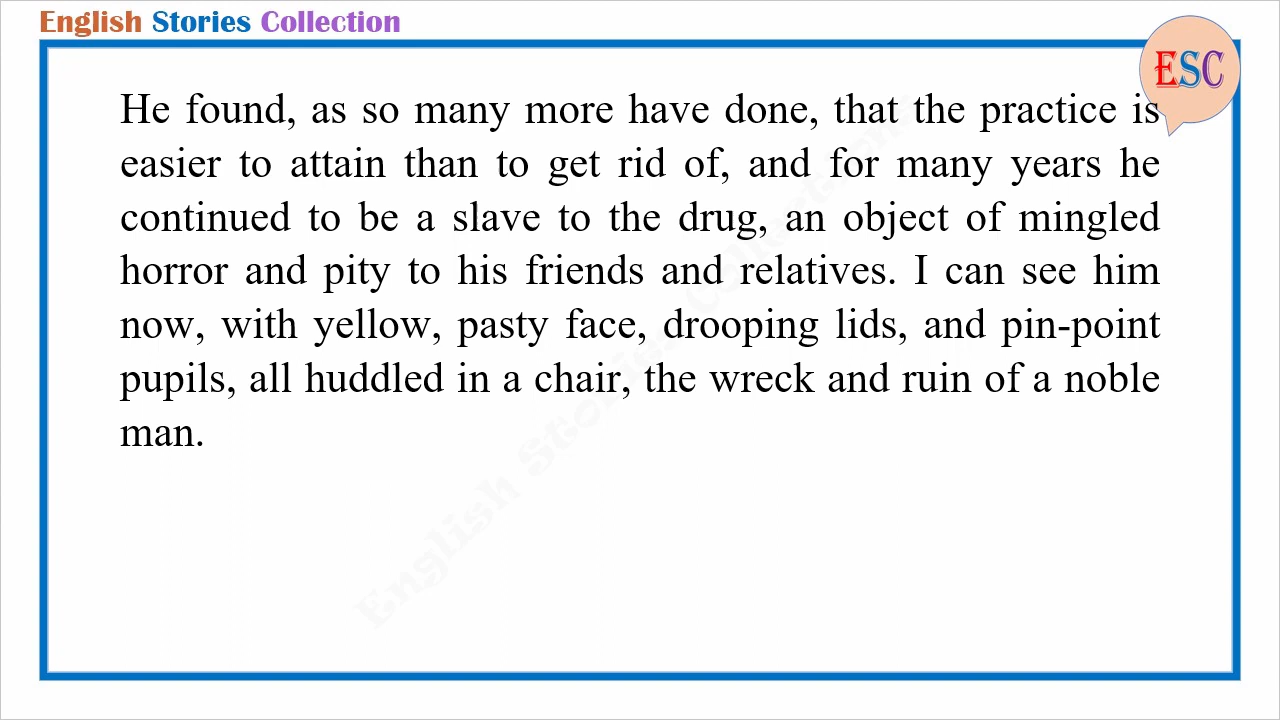 English Stories Collection
ESC
He found, as so many more have done, that the practice is
easier to attain than to get rid of, and for many years he
continued to be a slave to the drug, an object of mingled
horror and pity to his friends and relatives. I can see him
now, with yellow, pasty face, drooping lids, and pin-point
pupils, all huddled in a chair, the wreck and ruin of a noble
man.
English Stories Collections